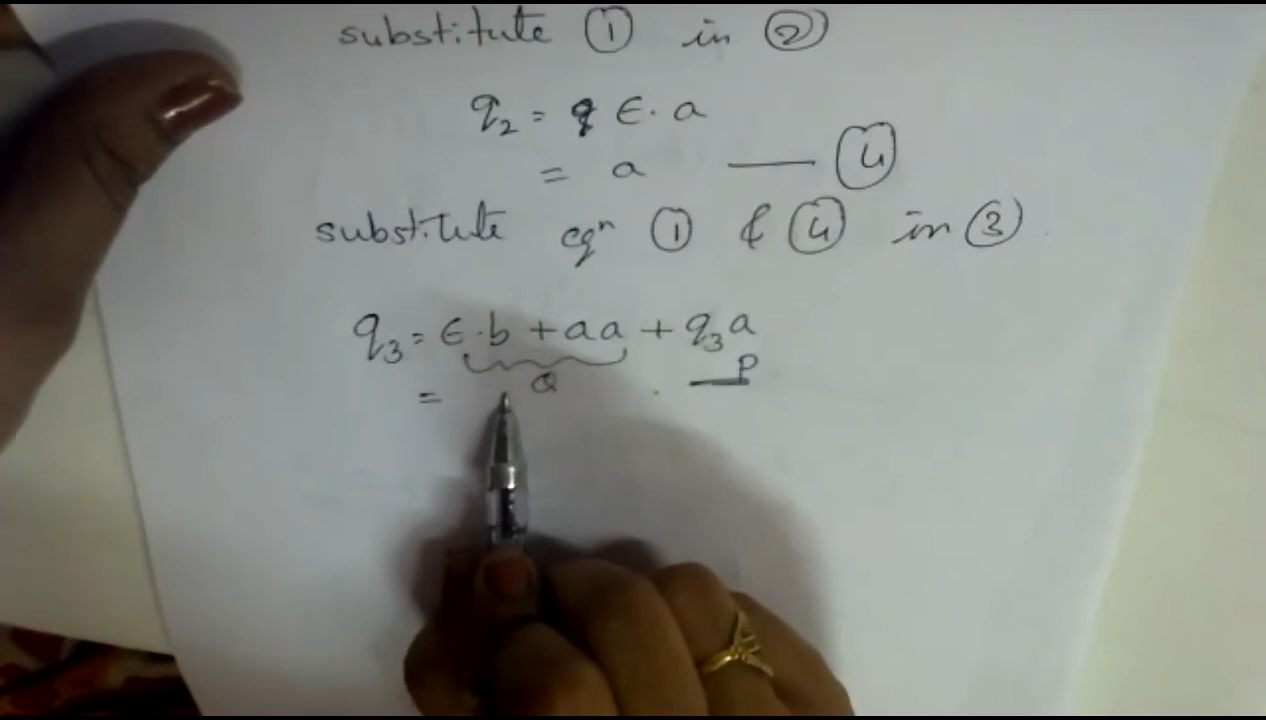 substitute ① in ②
q₂ = q ϵ · a
= a —— ④
substitute eqⁿ ① & ④ in ③
q₃ = ϵ·b + aa + q₃a
Q P
=